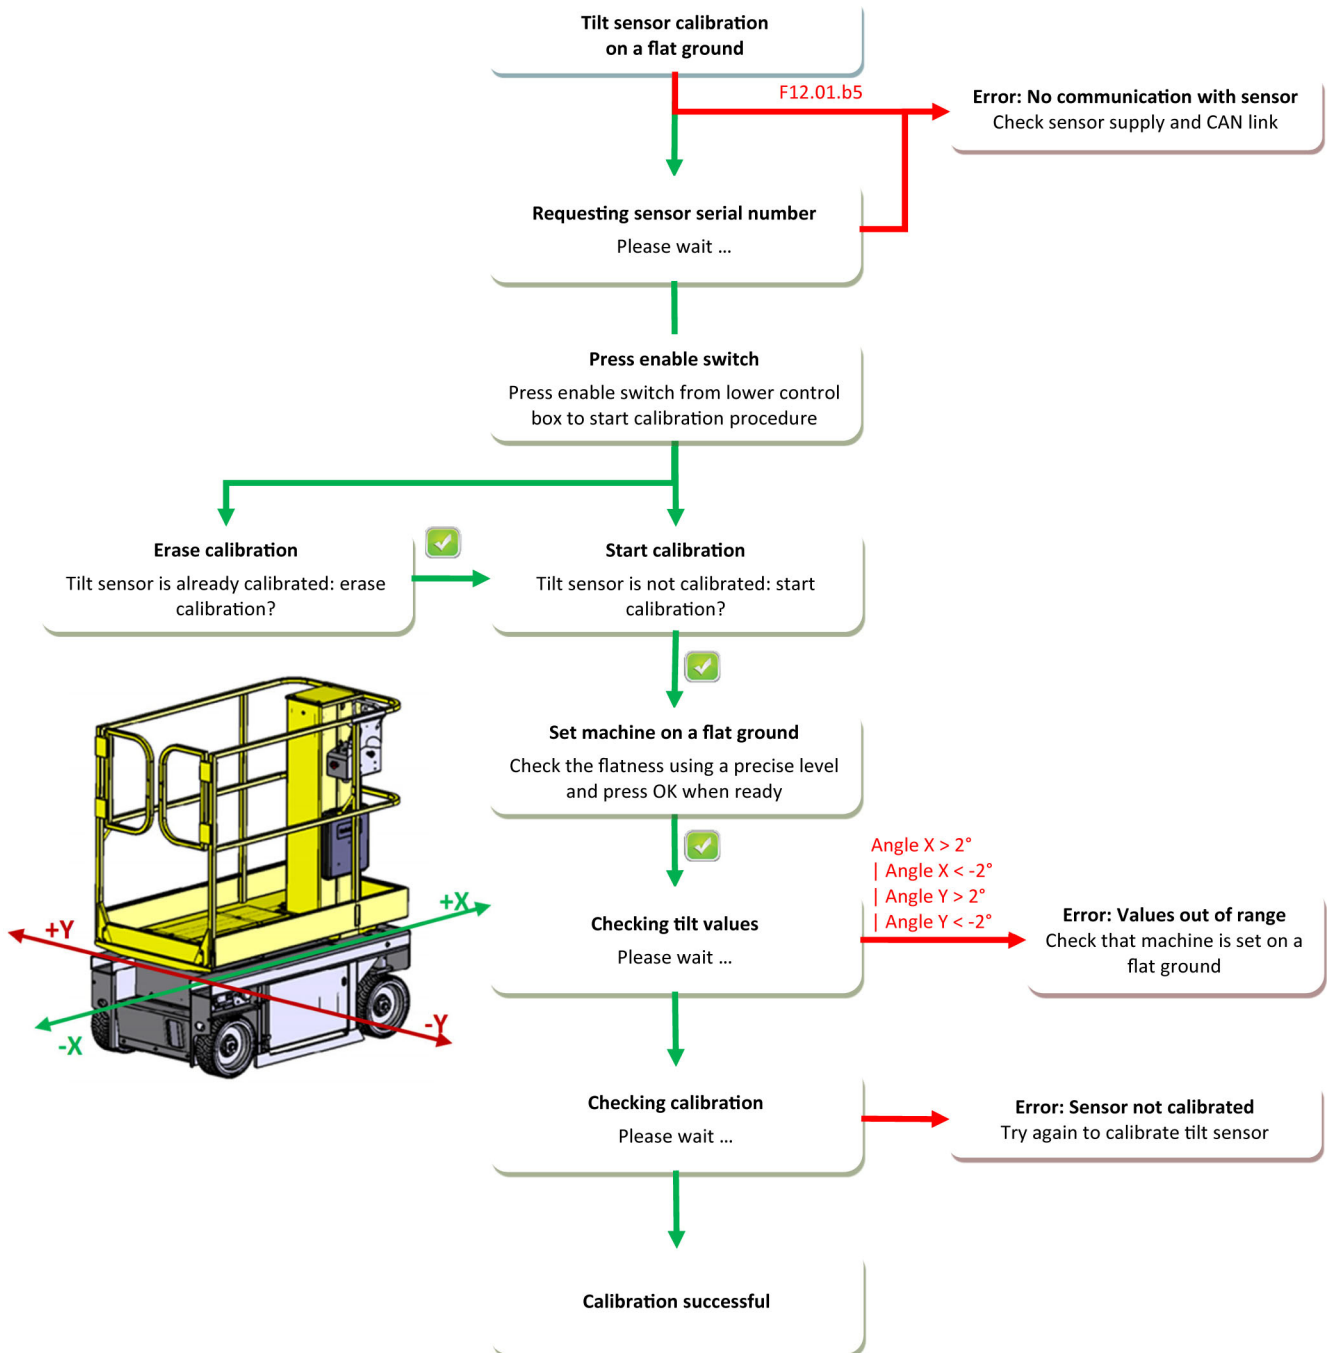 Tilt sensor calibration
on a flat ground
F12.01.b5
Error: No communication with sensor
Check sensor supply and CAN link
Requesting sensor serial number
Please wait ...
Press enable switch
Press enable switch from lower control
box to start calibration procedure
Erase calibration
Tilt sensor is already calibrated: erase
calibration?
Start calibration
Tilt sensor is not calibrated: start
calibration?
Set machine on a flat ground
Check the flatness using a precise level
and press OK when ready
+X
+Y
-Y
-X
Angle X > 2°
| Angle X < -2°
| Angle Y > 2°
| Angle Y < -2°
Checking tilt values
Please wait ...
Error: Values out of range
Check that machine is set on a
flat ground
Checking calibration
Please wait ...
Error: Sensor not calibrated
Try again to calibrate tilt sensor
Calibration successful